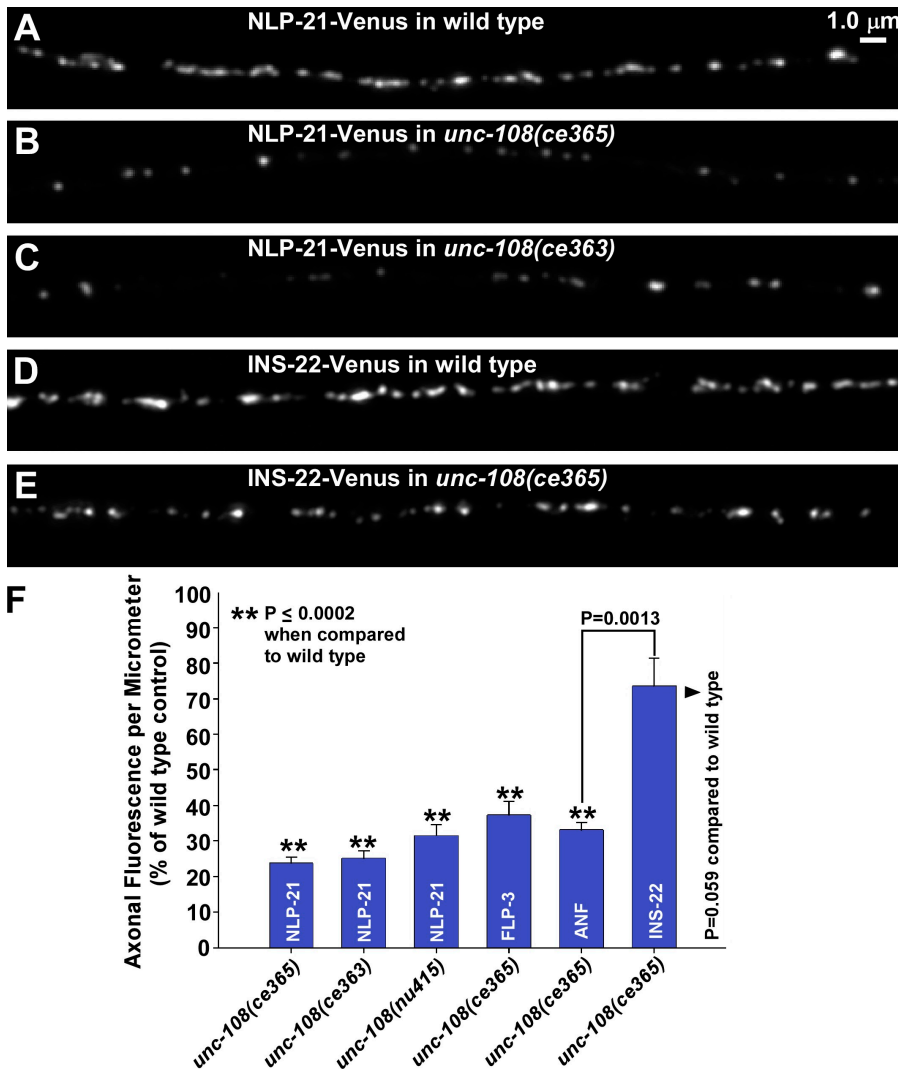 A
NLP-21-Venus in wild type
1.0 μm
B
NLP-21-Venus in unc-108(ce365)
C
NLP-21-Venus in unc-108(ce363)
D
INS-22-Venus in wild type
E
INS-22-Venus in unc-108(ce365)
F
Axonal Fluorescence per Micrometer
(% of wild type control)
100
90
80
70
60
50
40
30
20
10
0
** P ≤ 0.0002
when compared
to wild type
P=0.0013
P=0.059 compared to wild type
**
**
**
**
**
NLP-21
NLP-21
NLP-21
FLP-3
ANF
INS-22
unc-108(ce365)
unc-108(ce363)
unc-108(nu415)
unc-108(ce365)
unc-108(ce365)
unc-108(ce365)